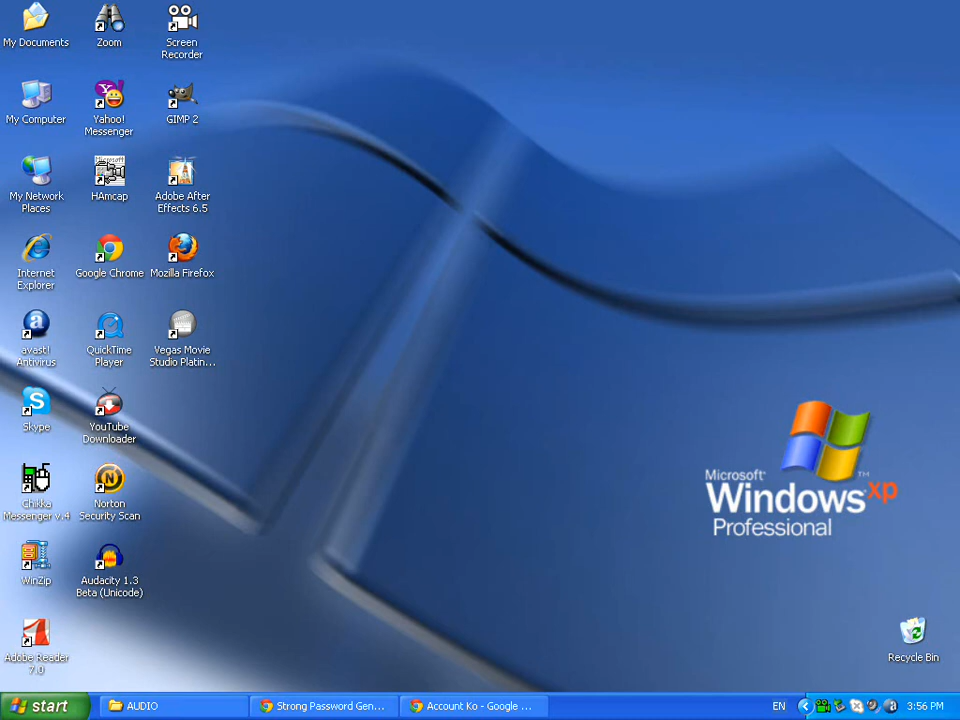 My Documents
Zoom
Screen
Recorder
My Computer
Yahoo!
Messenger
GIMP 2
My Network
Places
Microsoft
HAmcap
Adobe After
Effects 6.5
Internet
Explorer
Google Chrome
Mozilla Firefox
avast!
Antivirus
QuickTime
Player
Vegas Movie
Studio Platin...
Skype
YouTube
Downloader
Chikka
Messenger v.4
Norton
Security Scan
WinZip
Audacity 1.3
Beta (Unicode)
Adobe Reader
7.0
Microsoft
Windows xp
Professional
TM
Recycle Bin
start
AUDIO
Strong Password Gen...
Account Ko - Google ...
EN
3:56 PM